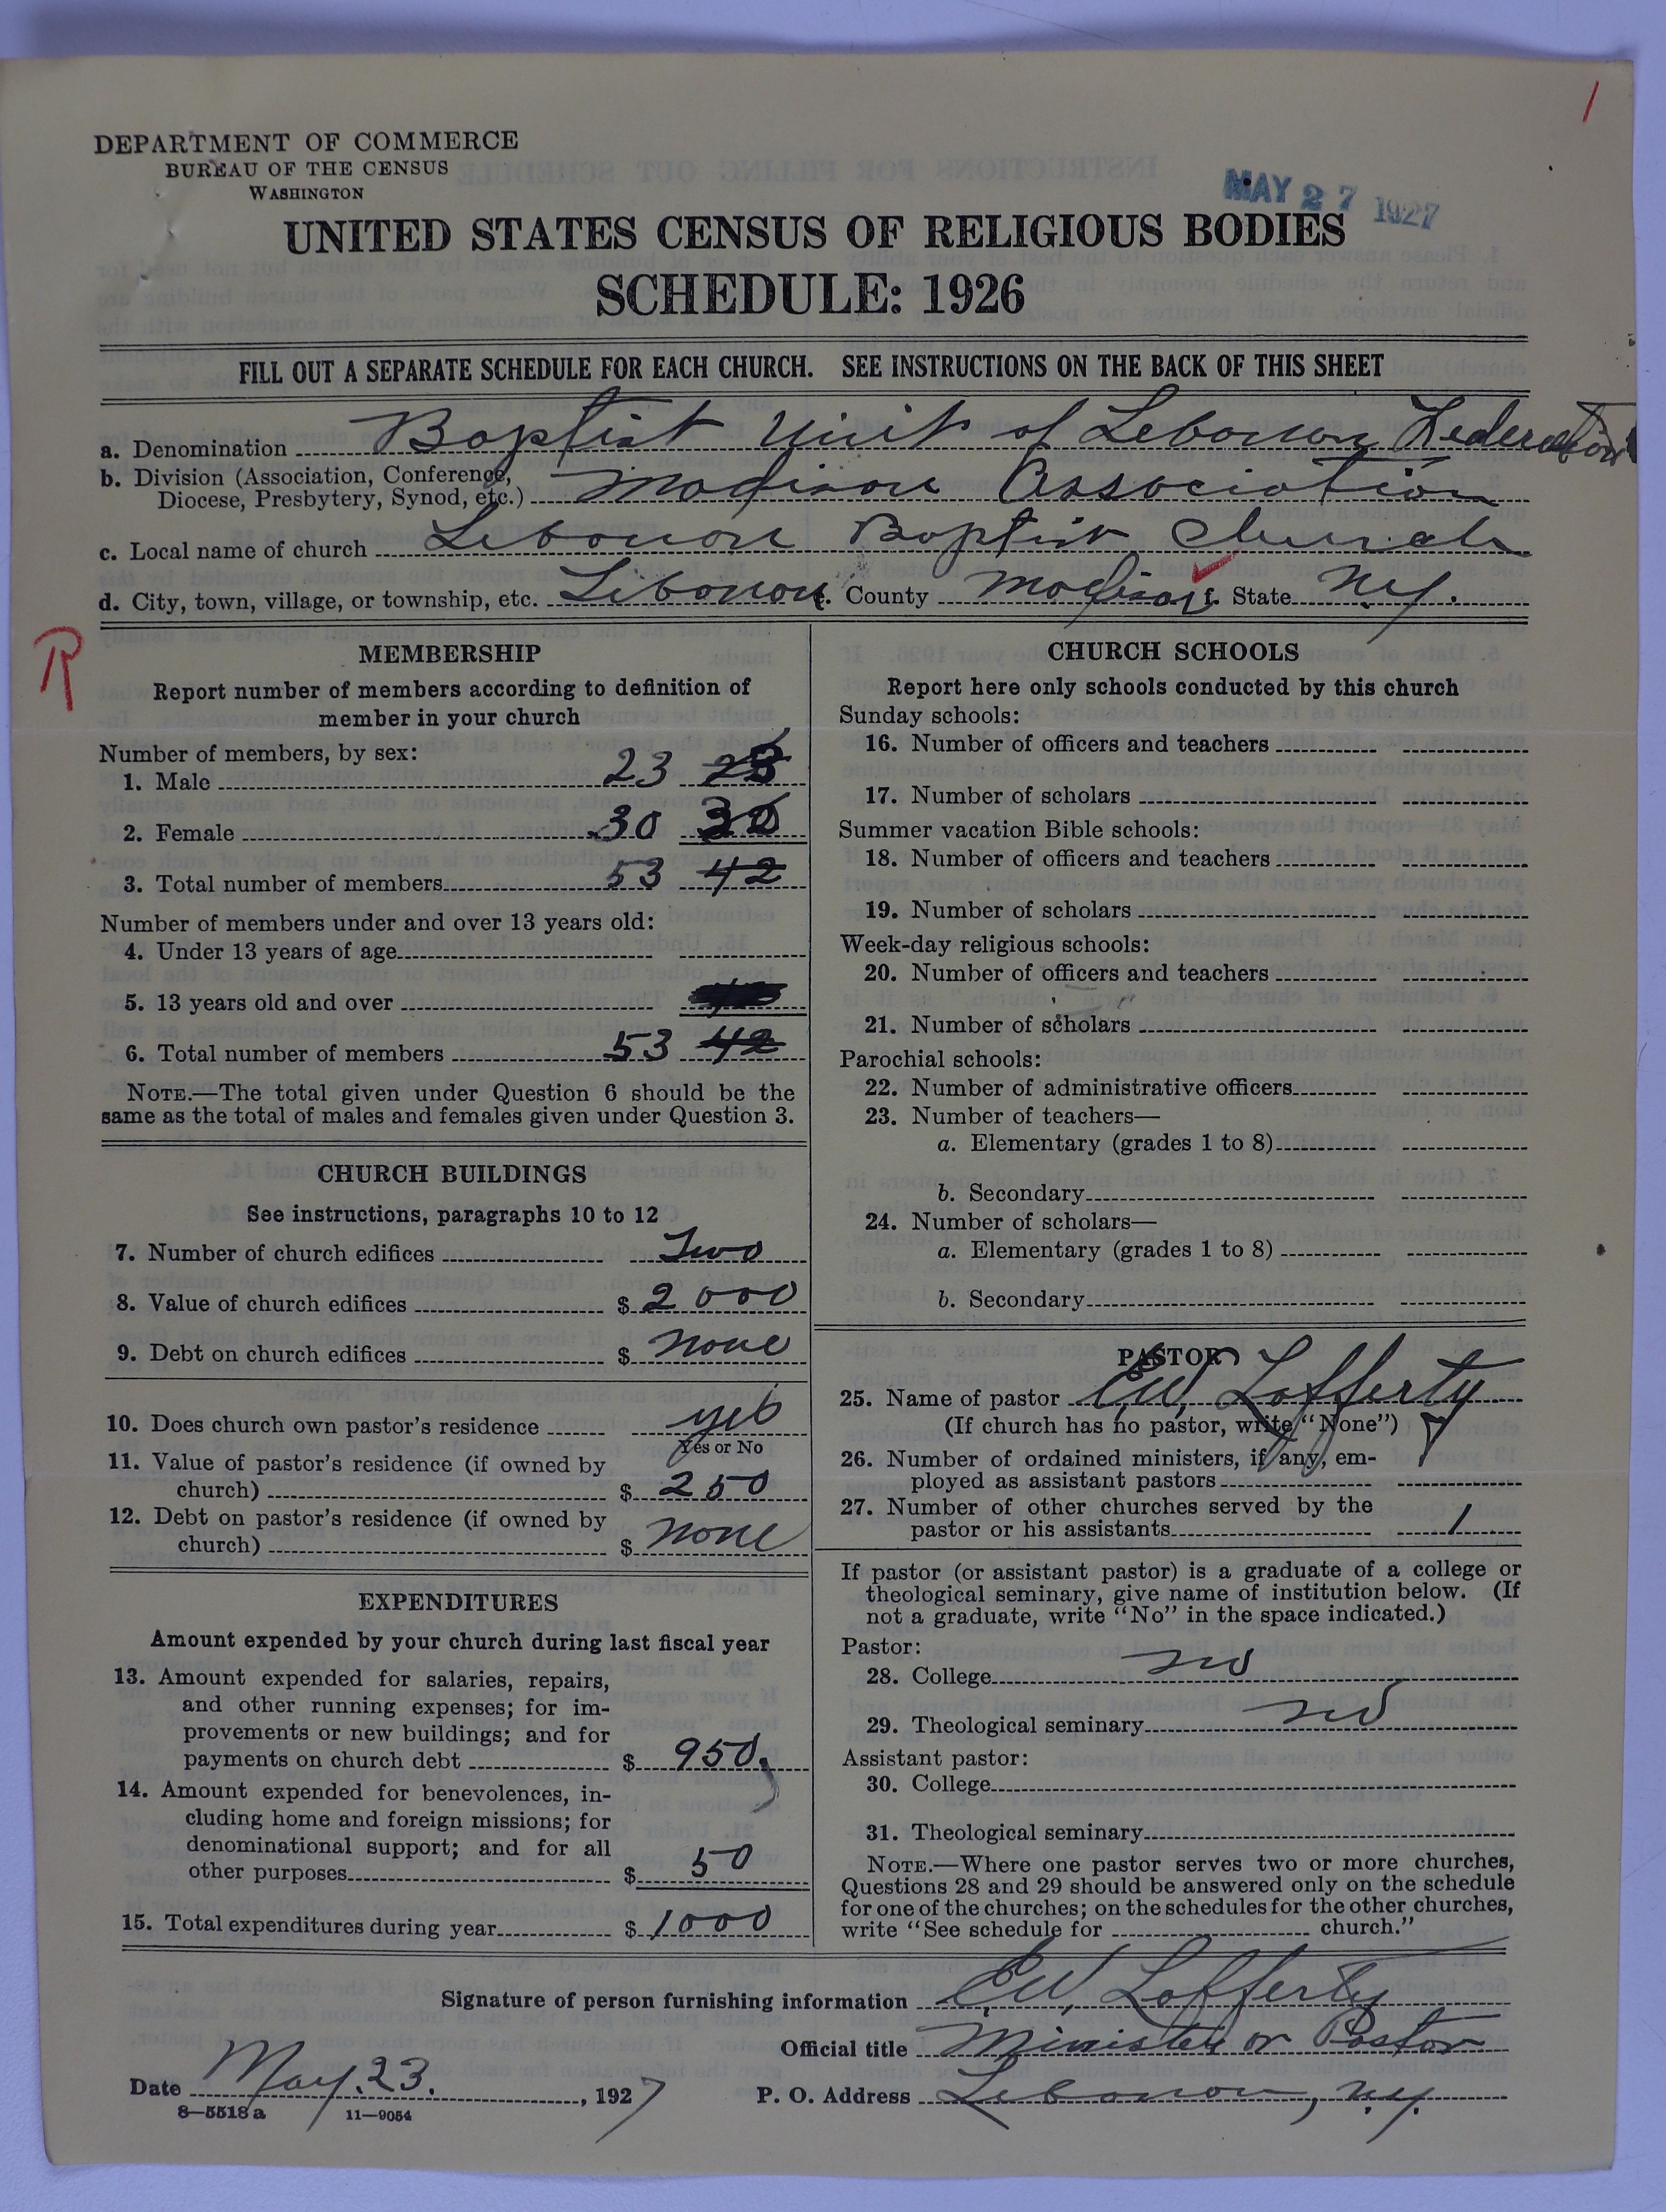 DEPARTMENT OF COMMERCE
BUREAU OF THE CENSUS
WASHINGTON
MAY 27 1927
UNITED STATES CENSUS OF RELIGIOUS BODIES
SCHEDULE: 1926
FILL OUT A SEPARATE SCHEDULE FOR EACH CHURCH. SEE INSTRUCTIONS ON THE BACK OF THIS SHEET
a. Denomination Baptist Unit of Lebanon Federation
b. Division (Association, Conference,
Diocese, Presbytery, Synod, etc.) Madison Association
c. Local name of church Lebanon Baptist Church
d. City, town, village, or township, etc. Lebanon e. County Madison f. State N.Y.
R
MEMBERSHIP
Report number of members according to definition of
member in your church
Number of members, by sex:
1. Male 23
2. Female 30
3. Total number of members 53 42
Number of members under and over 13 years old:
4. Under 13 years of age
5. 13 years old and over
6. Total number of members 53 42
NOTE.—The total given under Question 6 should be the
same as the total of males and females given under Question 3.
CHURCH BUILDINGS
See instructions, paragraphs 10 to 12
7. Number of church edifices Two
8. Value of church edifices $ 2000
9. Debt on church edifices $ none
10. Does church own pastor's residence yes
Yes or No
11. Value of pastor's residence (if owned by
church) $ 250
12. Debt on pastor's residence (if owned by
church) $ none
EXPENDITURES
Amount expended by your church during last fiscal year
13. Amount expended for salaries, repairs,
and other running expenses; for im-
provements or new buildings; and for
payments on church debt $ 950
14. Amount expended for benevolences, in-
cluding home and foreign missions; for
denominational support; and for all
other purposes $ 50
15. Total expenditures during year $ 1000
CHURCH SCHOOLS
Report here only schools conducted by this church
Sunday schools:
16. Number of officers and teachers
17. Number of scholars
Summer vacation Bible schools:
18. Number of officers and teachers
19. Number of scholars
Week-day religious schools:
20. Number of officers and teachers
21. Number of scholars
Parochial schools:
22. Number of administrative officers
23. Number of teachers—
a. Elementary (grades 1 to 8)
b. Secondary
24. Number of scholars—
a. Elementary (grades 1 to 8)
b. Secondary
PASTOR
25. Name of pastor E.W. Lafferty
(If church has no pastor, write "None")
26. Number of ordained ministers, if any, em-
ployed as assistant pastors
27. Number of other churches served by the
pastor or his assistants 1
If pastor (or assistant pastor) is a graduate of a college or
theological seminary, give name of institution below. (If
not a graduate, write "No" in the space indicated.)
Pastor:
28. College no
29. Theological seminary no
Assistant pastor:
30. College
31. Theological seminary
NOTE.—Where one pastor serves two or more churches,
Questions 28 and 29 should be answered only on the schedule
for one of the churches; on the schedules for the other churches,
write "See schedule for church."
Signature of person furnishing information E.W. Lafferty
Official title Minister or Pastor
Date May. 23. , 1927 P. O. Address Lebanon, N.Y.
8—5518 a 11—9054